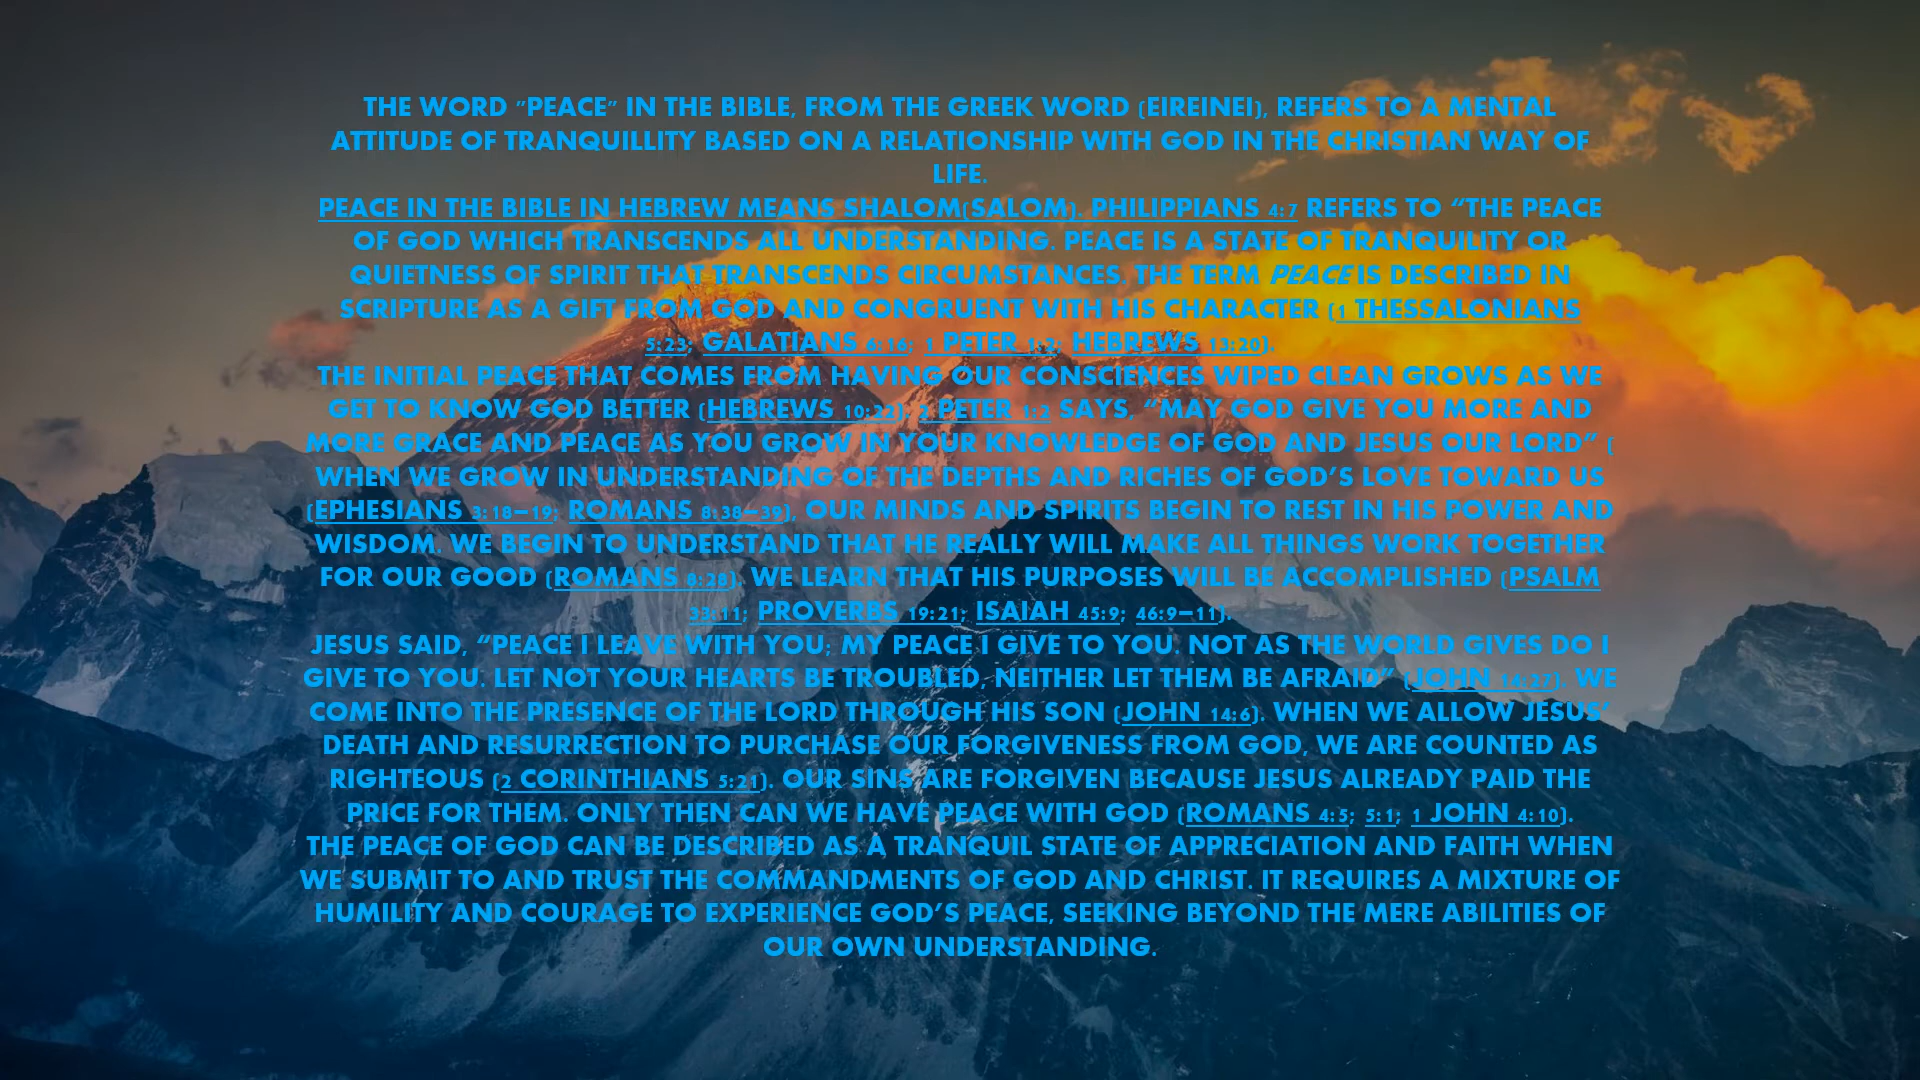 THE WORD "PEACE" IN THE BIBLE, FROM THE GREEK WORD (EIREINEI), REFERS TO A MENTAL
ATTITUDE OF TRANQUILLITY BASED ON A RELATIONSHIP WITH GOD IN THE CHRISTIAN WAY OF
LIFE.
PEACE IN THE BIBLE IN HEBREW MEANS SHALOM(SALOM). PHILIPPIANS 4:7 REFERS TO “THE PEACE
OF GOD WHICH TRANSCENDS ALL UNDERSTANDING. PEACE IS A STATE OF TRANQUILITY OR
QUIETNESS OF SPIRIT THAT TRANSCENDS CIRCUMSTANCES. THE TERM PEACE IS DESCRIBED IN
SCRIPTURE AS A GIFT FROM GOD AND CONGRUENT WITH HIS CHARACTER (1 THESSALONIANS
5:23; GALATIANS 6:16; 1 PETER 1:2; HEBREWS 13:20).
THE INITIAL PEACE THAT COMES FROM HAVING OUR CONSCIENCES WIPED CLEAN GROWS AS WE
GET TO KNOW GOD BETTER (HEBREWS 10:22). 2 PETER 1:2 SAYS, “MAY GOD GIVE YOU MORE AND
MORE GRACE AND PEACE AS YOU GROW IN YOUR KNOWLEDGE OF GOD AND JESUS OUR LORD” (
WHEN WE GROW IN UNDERSTANDING OF THE DEPTHS AND RICHES OF GOD’S LOVE TOWARD US
(EPHESIANS 3:18–19; ROMANS 8:38–39), OUR MINDS AND SPIRITS BEGIN TO REST IN HIS POWER AND
WISDOM. WE BEGIN TO UNDERSTAND THAT HE REALLY WILL MAKE ALL THINGS WORK TOGETHER
FOR OUR GOOD (ROMANS 8:28). WE LEARN THAT HIS PURPOSES WILL BE ACCOMPLISHED (PSALM
33:11; PROVERBS 19:21; ISAIAH 45:9; 46:9–11).
JESUS SAID, “PEACE I LEAVE WITH YOU; MY PEACE I GIVE TO YOU. NOT AS THE WORLD GIVES DO I
GIVE TO YOU. LET NOT YOUR HEARTS BE TROUBLED, NEITHER LET THEM BE AFRAID” (JOHN 14:27). WE
COME INTO THE PRESENCE OF THE LORD THROUGH HIS SON (JOHN 14:6). WHEN WE ALLOW JESUS’
DEATH AND RESURRECTION TO PURCHASE OUR FORGIVENESS FROM GOD, WE ARE COUNTED AS
RIGHTEOUS (2 CORINTHIANS 5:21). OUR SINS ARE FORGIVEN BECAUSE JESUS ALREADY PAID THE
PRICE FOR THEM. ONLY THEN CAN WE HAVE PEACE WITH GOD (ROMANS 4:5; 5:1; 1 JOHN 4:10).
THE PEACE OF GOD CAN BE DESCRIBED AS A TRANQUIL STATE OF APPRECIATION AND FAITH WHEN
WE SUBMIT TO AND TRUST THE COMMANDMENTS OF GOD AND CHRIST. IT REQUIRES A MIXTURE OF
HUMILITY AND COURAGE TO EXPERIENCE GOD’S PEACE, SEEKING BEYOND THE MERE ABILITIES OF
OUR OWN UNDERSTANDING.